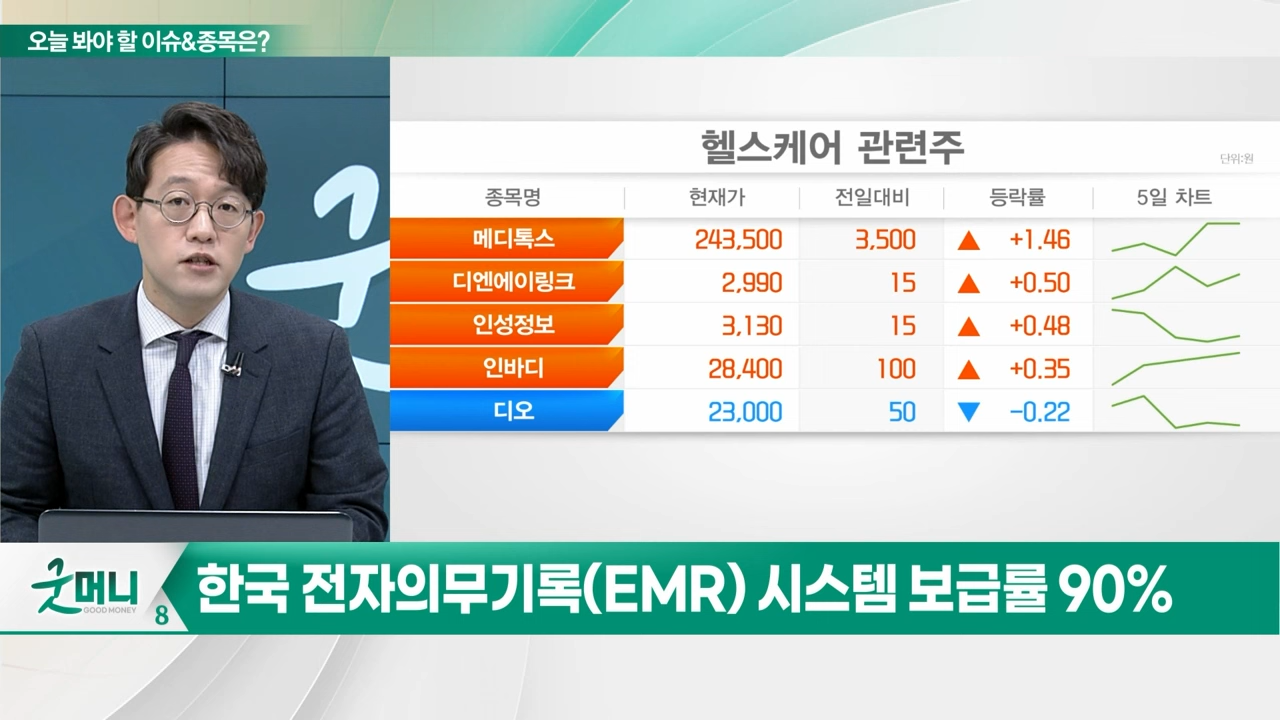 오늘 봐야 할 이슈&종목은?
헬스케어 관련주
단위:원
종목명 현재가 전일대비 등락률 5일 차트
메디톡스 243,500 3,500 ▲ +1.46
디엔에이링크 2,990 15 ▲ +0.50
인성정보 3,130 15 ▲ +0.48
인바디 28,400 100 ▲ +0.35
디오 23,000 50 ▼ -0.22
굿머니
GOOD MONEY
8
한국 전자의무기록(EMR) 시스템 보급률 90%